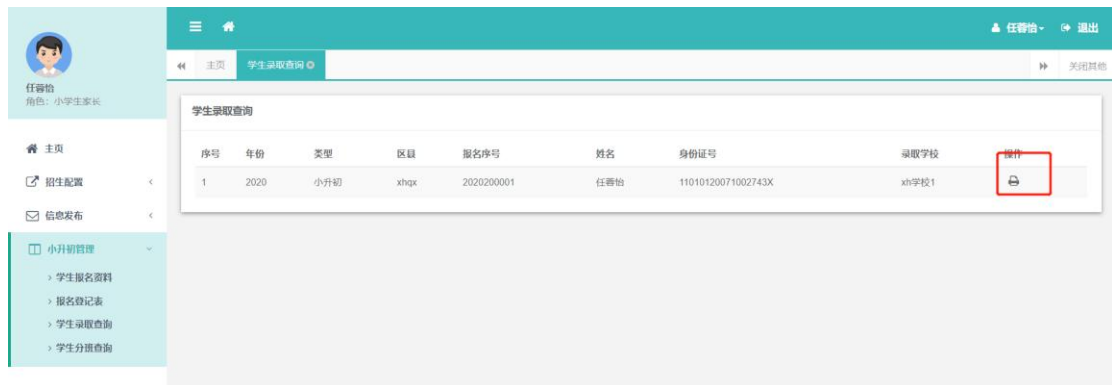 任蓉怡 退出
主页 学生录取查询 关闭其他
任蓉怡
角色：小学生家长
主页
招生配置
信息发布
小升初管理
学生报名资料
报名登记表
学生录取查询
学生分班查询
学生录取查询
序号 年份 类型 区县 报名序号 姓名 身份证号 录取学校 操作
1 2020 小升初 xhqx 2020200001 任蓉怡 11010120071002743X xh学校1